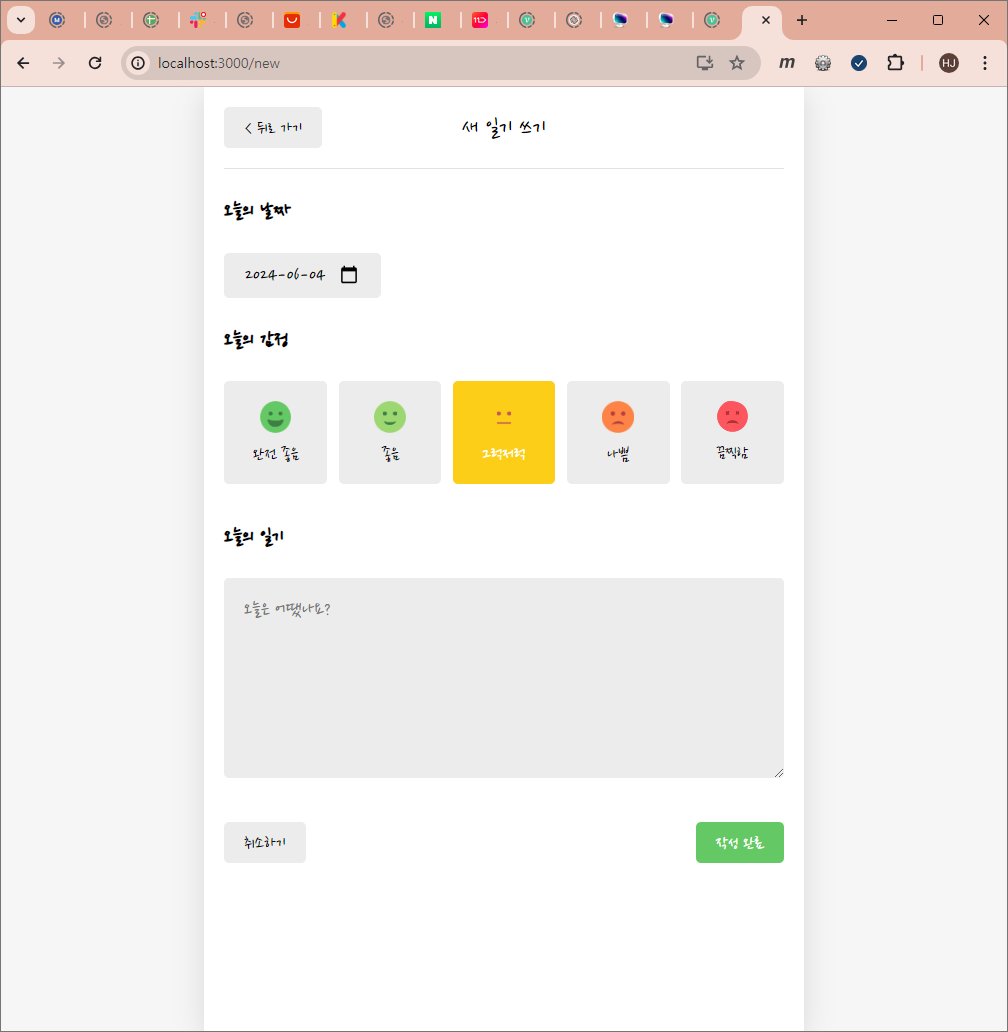 localhost:3000/new
HJ
< 뒤로 가기
새 일기 쓰기
오늘의 날짜
2024-06-04
오늘의 감정
완전 좋음
좋음
그럭저럭
나쁨
끔찍함
오늘의 일기
오늘은 어땠나요?
취소하기
작성 완료